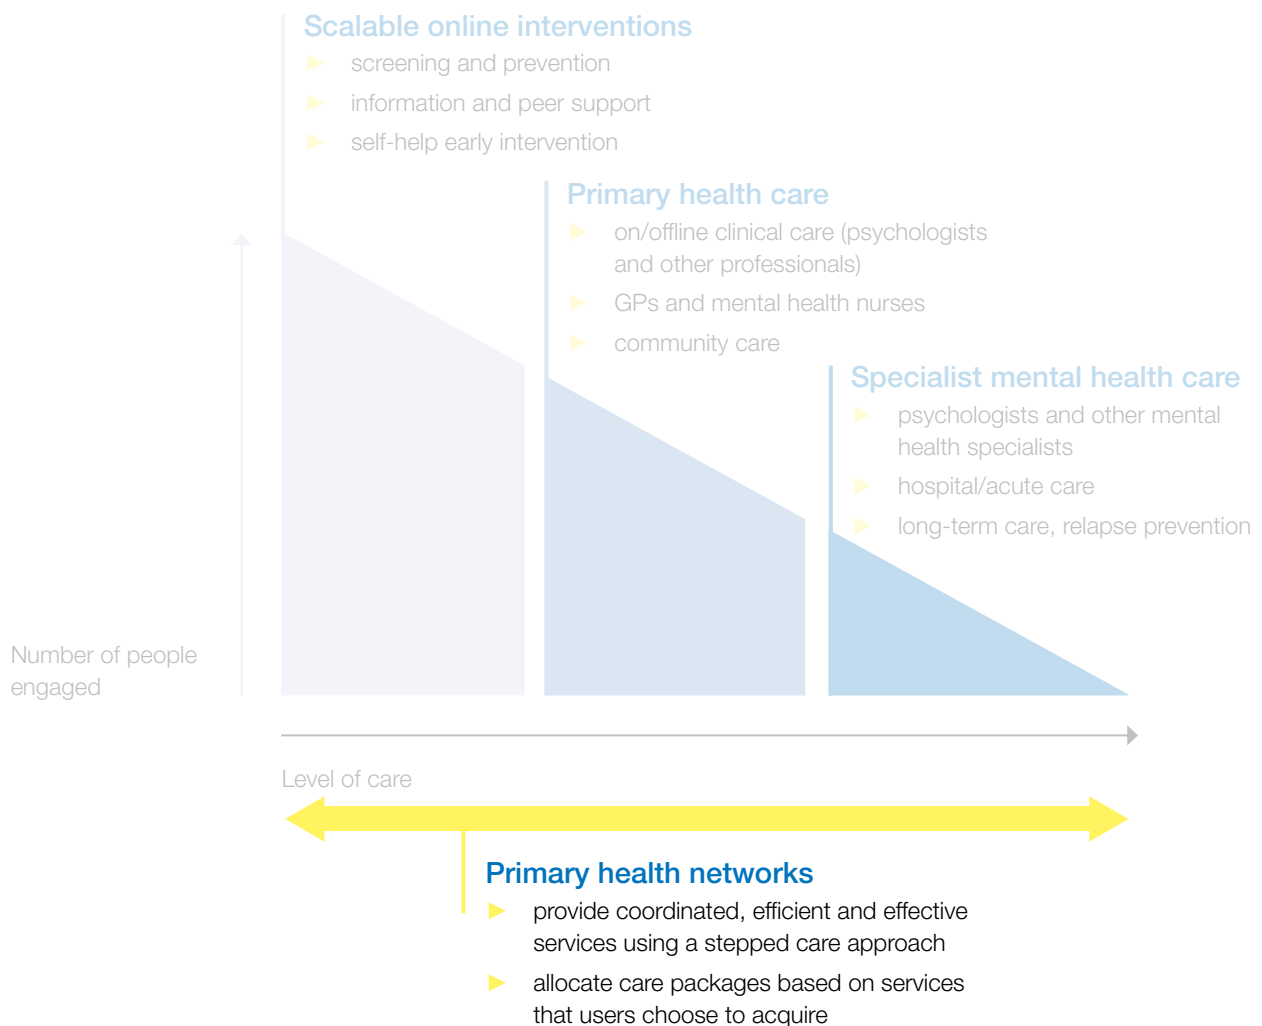 Scalable online interventions
► screening and prevention
► information and peer support
► self-help early intervention
Primary health care
► on/offline clinical care (psychologists
and other professionals)
► GPs and mental health nurses
► community care
Specialist mental health care
► psychologists and other mental
health specialists
► hospital/acute care
► long-term care, relapse prevention
Number of people
engaged
Level of care
Primary health networks
► provide coordinated, efficient and effective
services using a stepped care approach
► allocate care packages based on services
that users choose to acquire